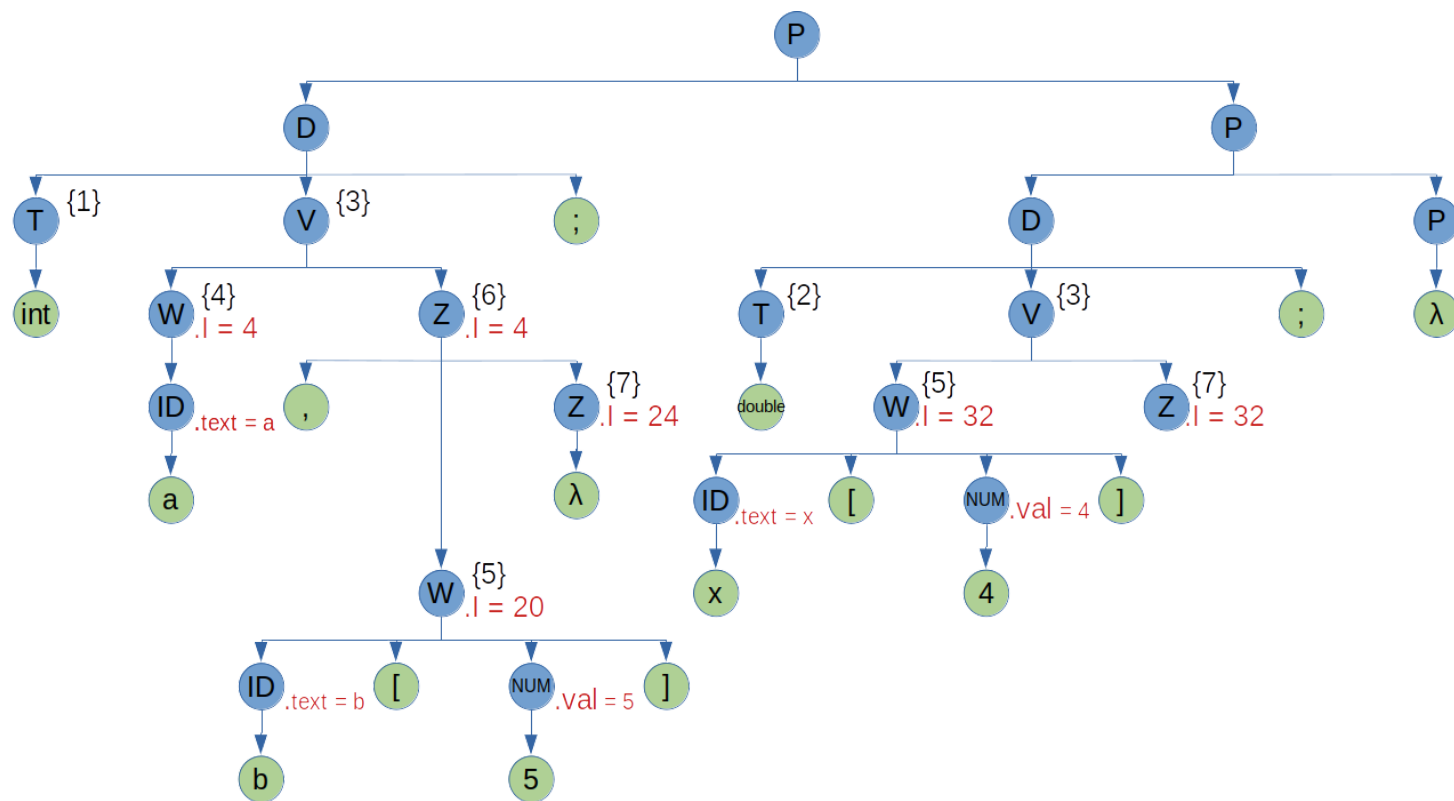 P
D P
T {1} V {3} ; D P
int W {4} .l = 4 Z {6} .l = 4 T {2} V {3} ; λ
ID .text = a , Z {7} .l = 24 double W {5} .l = 32 Z {7} .l = 32
a λ ID .text = x [ NUM .val = 4 ]
W {5} .l = 20 x 4
ID .text = b [ NUM .val = 5 ]
b 5